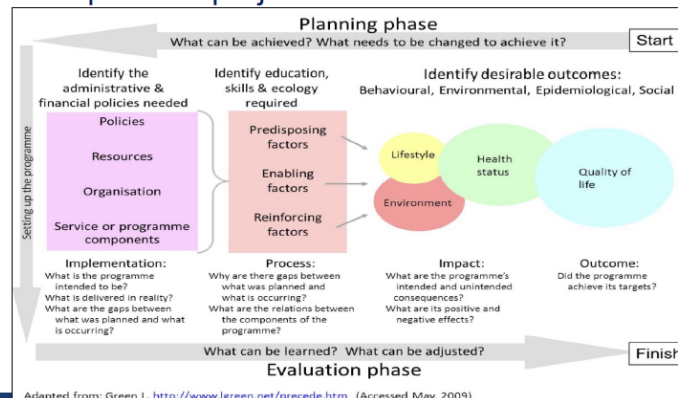 Planning phase
What can be achieved? What needs to be changed to achieve it?
Start
Setting up the programme
Identify the
administrative &
financial policies needed
Policies
Resources
Organisation
Service or programme
components
Identify education,
skills & ecology
required
Predisposing
factors
Enabling
factors
Reinforcing
factors
Identify desirable outcomes:
Behavioural, Environmental, Epidemiological, Social
Lifestyle
Environment
Health
status
Quality of
life
Implementation:
What is the programme
intended to be?
What is delivered in reality?
What are the gaps between
what was planned and what
is occurring?
Process:
Why are there gaps between
what was planned and
what is occurring?
What are the relations between
the components of the
programme?
Impact:
What are the programme's
intended and unintended
consequences?
What are its positive and
negative effects?
Outcome:
Did the programme
achieve its targets?
What can be learned? What can be adjusted?
Finish
Evaluation phase
Adapted from: Green L. http://www.lgreen.net/precede.htm (Accessed May, 2009)